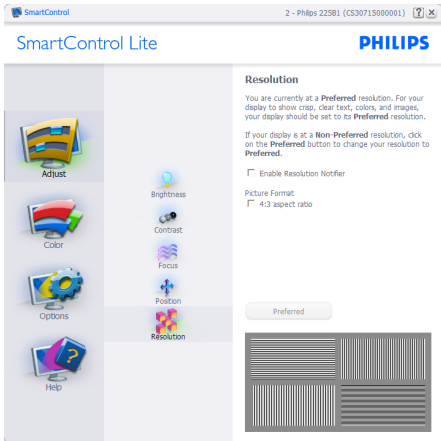 SmartControl
2 - Philips 225B1 (CS30715000001)
SmartControl Lite
PHILIPS
Adjust
Color
Options
Help
Brightness
Contrast
Focus
Position
Resolution
Resolution
You are currently at a Preferred resolution. For your
display to show crisp, clear text, colors, and images,
your display should be set to its Preferred resolution.
If your display is at a Non-Preferred resolution, click
on the Preferred button to change your resolution to
Preferred.
Enable Resolution Notifier
Picture Format
4:3 aspect ratio
Preferred